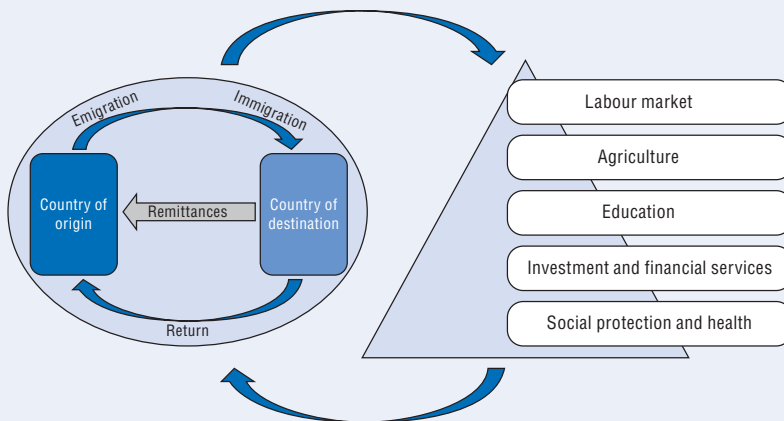 Emigration
Immigration
Country of
origin
Remittances
Country of
destination
Return
Labour market
Agriculture
Education
Investment and financial services
Social protection and health